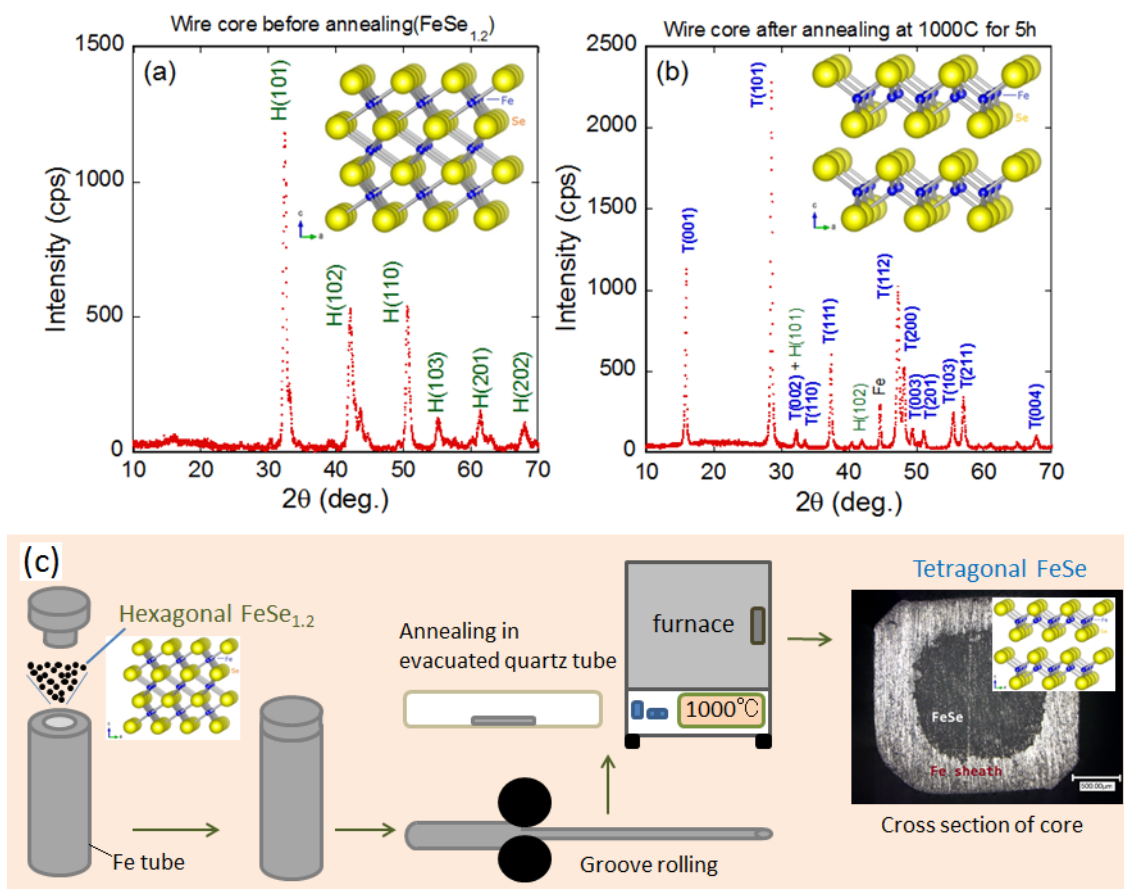 Wire core before annealing(FeSe1.2)
(a)
1500
1000
500
0
Intensity (cps)
H(101)
H(102)
H(110)
H(103)
H(201)
H(202)
Fe
Se
c
a
10 20 30 40 50 60 70
2θ (deg.)
Wire core after annealing at 1000C for 5h
(b)
2500
2000
1500
1000
500
0
Intensity (cps)
T(001)
T(101)
T(002) + H(101)
T(110)
T(111)
H(102)
Fe
T(112)
T(200)
T(003)
T(201)
T(103)
T(211)
T(004)
Fe
Se
c
a
10 20 30 40 50 60 70
2θ (deg.)
(c)
Hexagonal FeSe1.2
Fe
Se
Fe tube
Annealing in
evacuated quartz tube
furnace
1000℃
Groove rolling
Tetragonal FeSe
Fe
FeSe
Fe sheath
500.00μm
Cross section of core